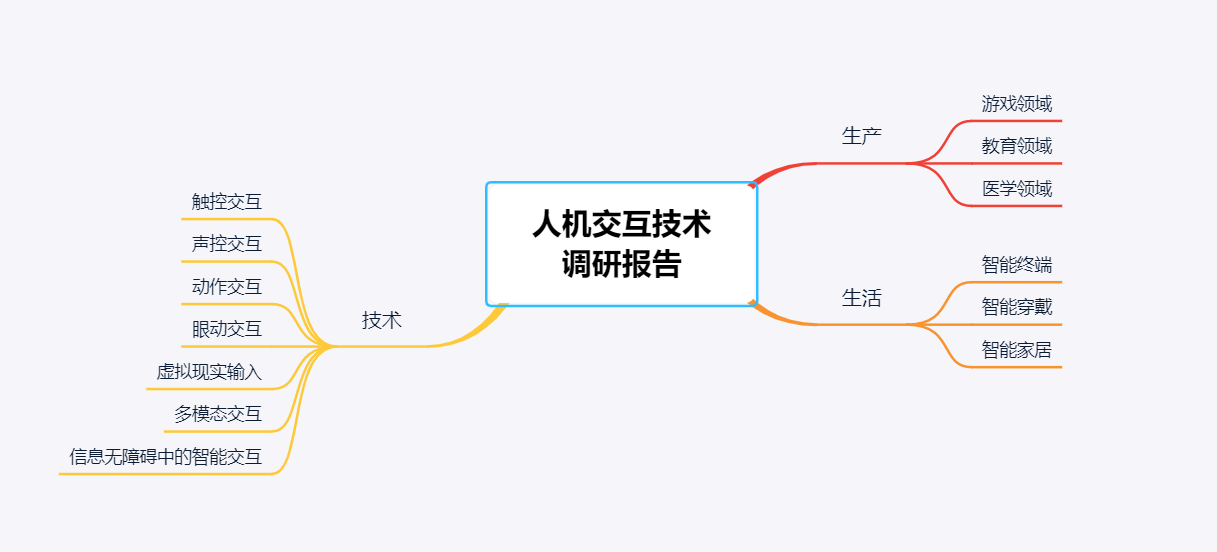 人机交互技术
调研报告
生产
游戏领域
教育领域
医学领域
生活
智能终端
智能穿戴
智能家居
技术
触控交互
声控交互
动作交互
眼动交互
虚拟现实输入
多模态交互
信息无障碍中的智能交互